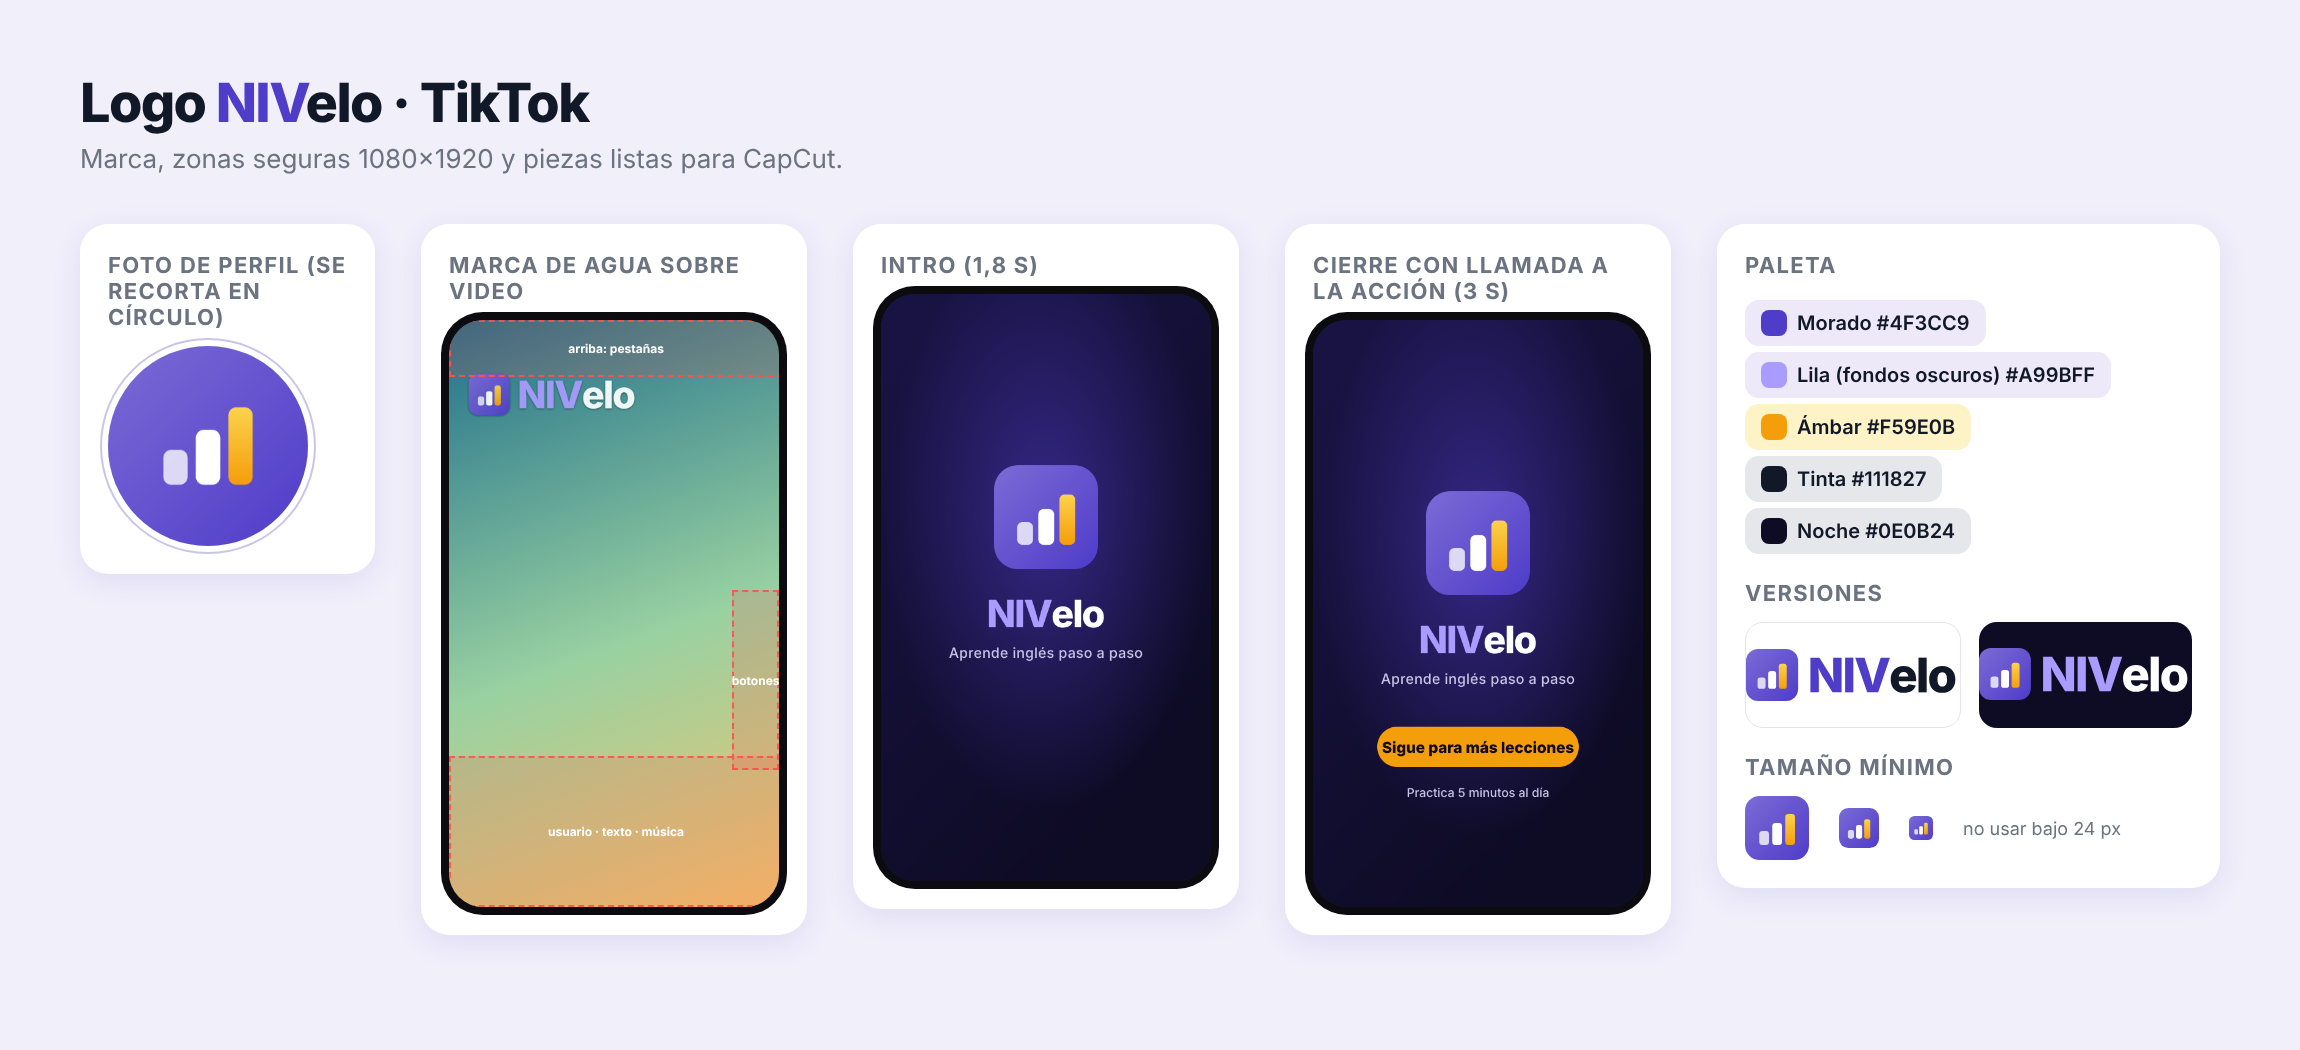 Logo NIVelo · TikTok
Marca, zonas seguras 1080×1920 y piezas listas para CapCut.
FOTO DE PERFIL (SE
RECORTA EN
CÍRCULO)
MARCA DE AGUA SOBRE
VIDEO
arriba: pestañas
NIVelo
botones
usuario · texto · música
INTRO (1,8 S)
NIVelo
Aprende inglés paso a paso
CIERRE CON LLAMADA A
LA ACCIÓN (3 S)
NIVelo
Aprende inglés paso a paso
Sigue para más lecciones
Practica 5 minutos al día
PALETA
Morado #4F3CC9
Lila (fondos oscuros) #A99BFF
Ámbar #F59E0B
Tinta #111827
Noche #0E0B24
VERSIONES
NIVelo
NIVelo
TAMAÑO MÍNIMO
no usar bajo 24 px